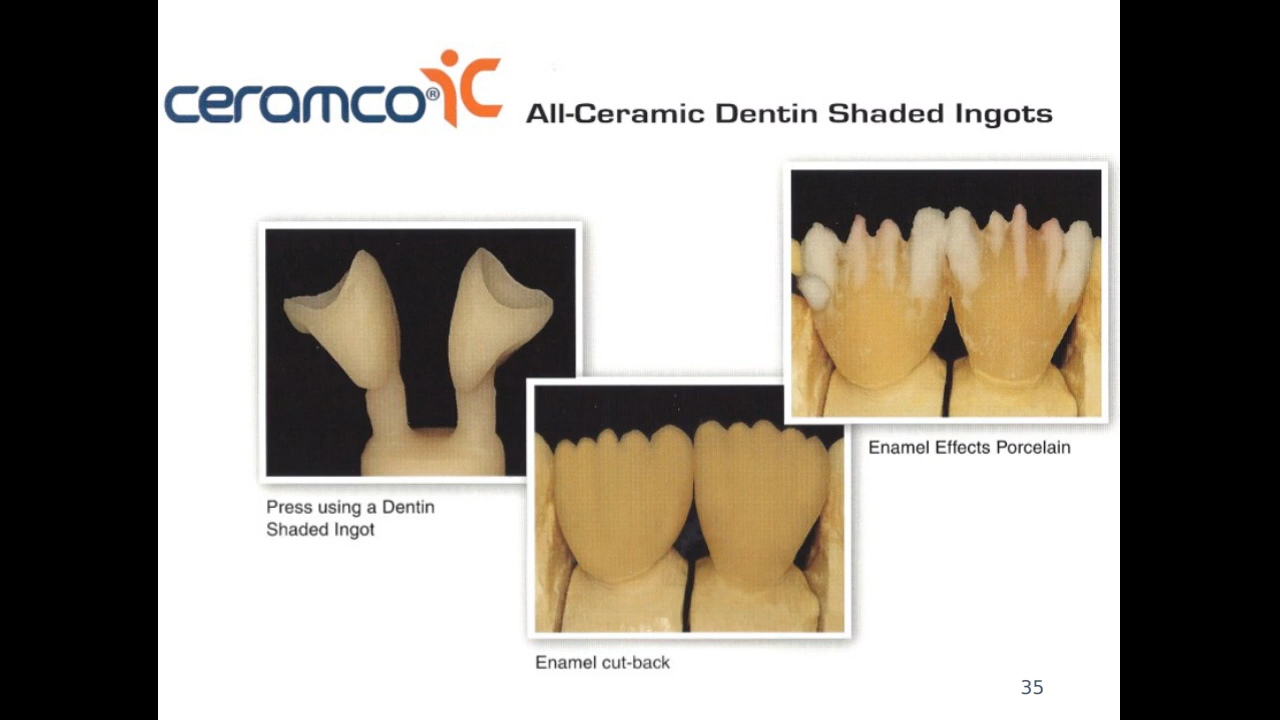 ceramco® iC
All-Ceramic Dentin Shaded Ingots
Enamel Effects Porcelain
Press using a Dentin
Shaded Ingot
Enamel cut-back
35